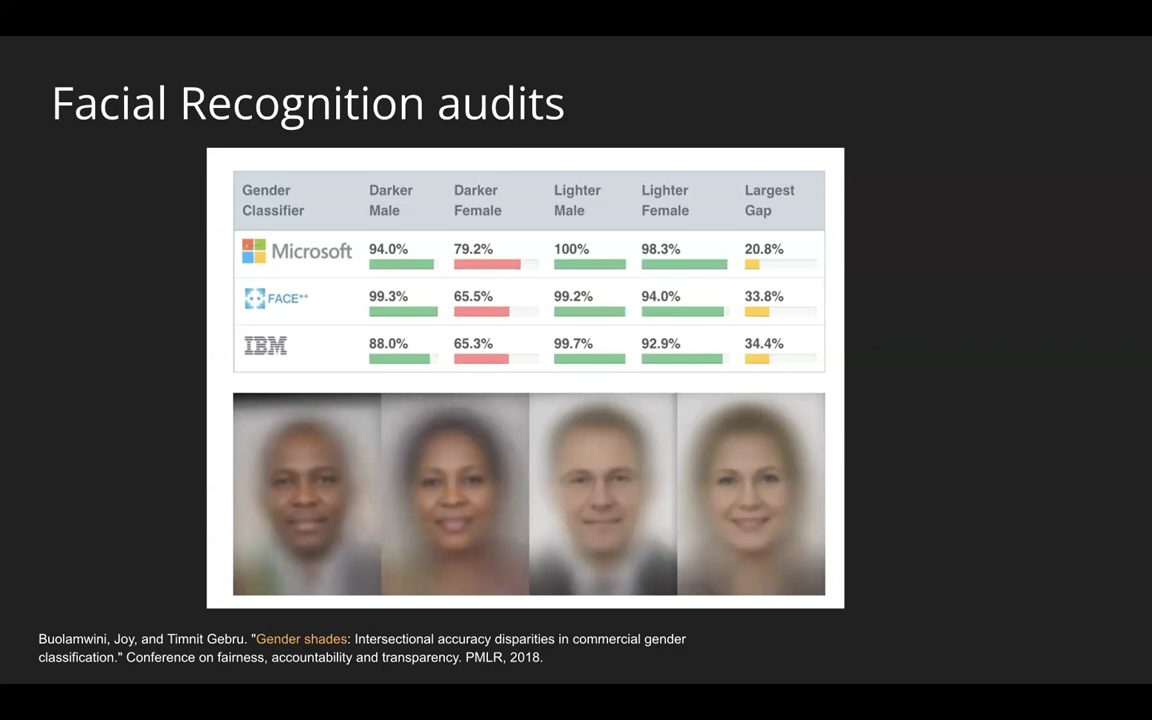 Facial Recognition audits
Gender Classifier Darker Male Darker Female Lighter Male Lighter Female Largest Gap
Microsoft 94.0% 79.2% 100% 98.3% 20.8%
FACE++ 99.3% 65.5% 99.2% 94.0% 33.8%
IBM 88.0% 65.3% 99.7% 92.9% 34.4%
Buolamwini, Joy, and Timnit Gebru. "Gender shades: Intersectional accuracy disparities in commercial gender
classification." Conference on fairness, accountability and transparency. PMLR, 2018.